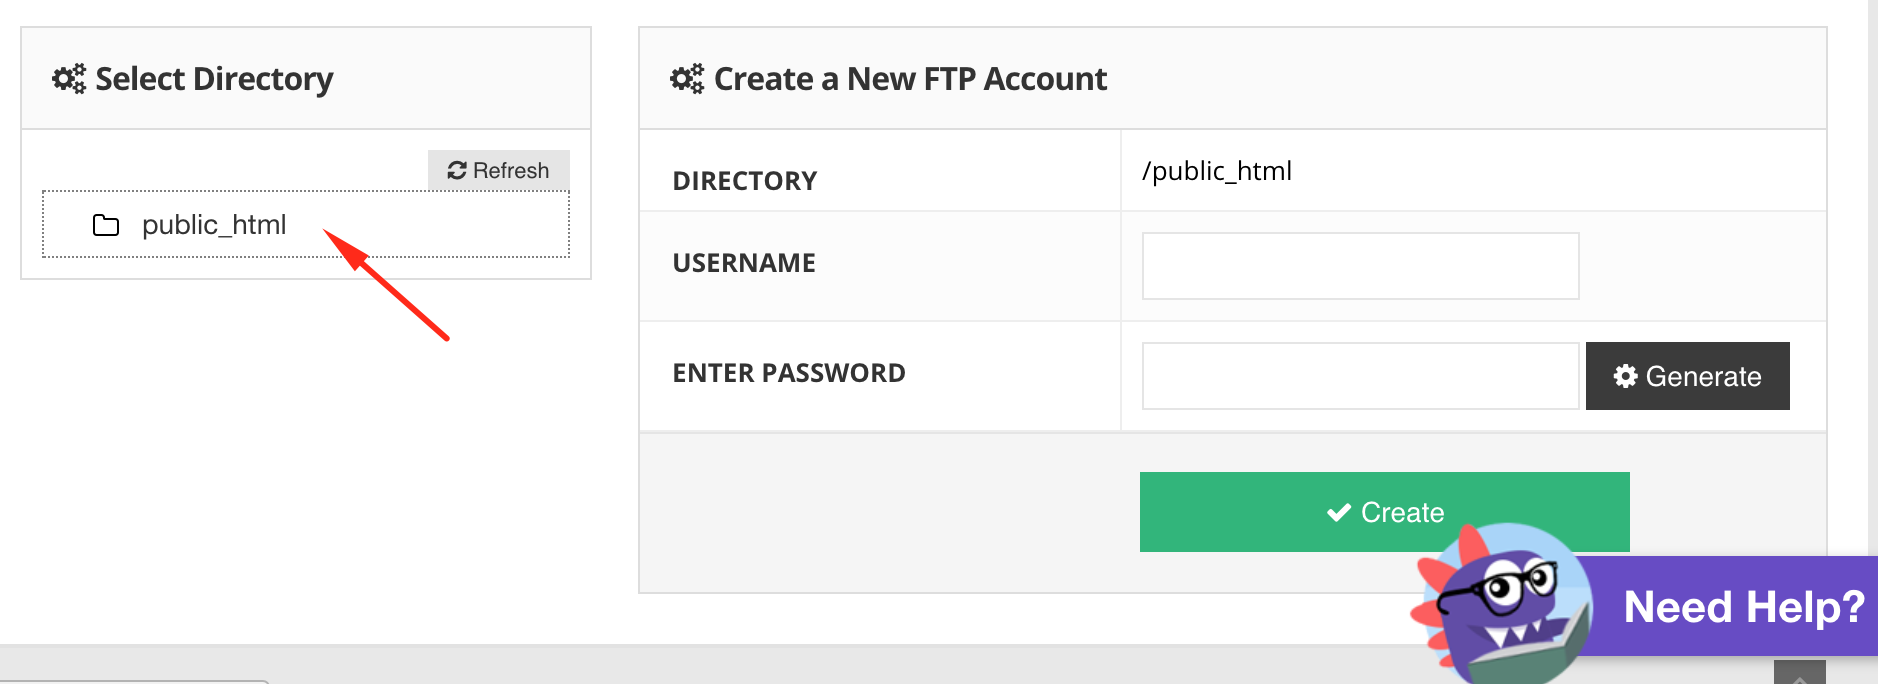 Select Directory
Refresh
public_html
Create a New FTP Account
DIRECTORY
/public_html
USERNAME
ENTER PASSWORD
Generate
Create
Need Help?